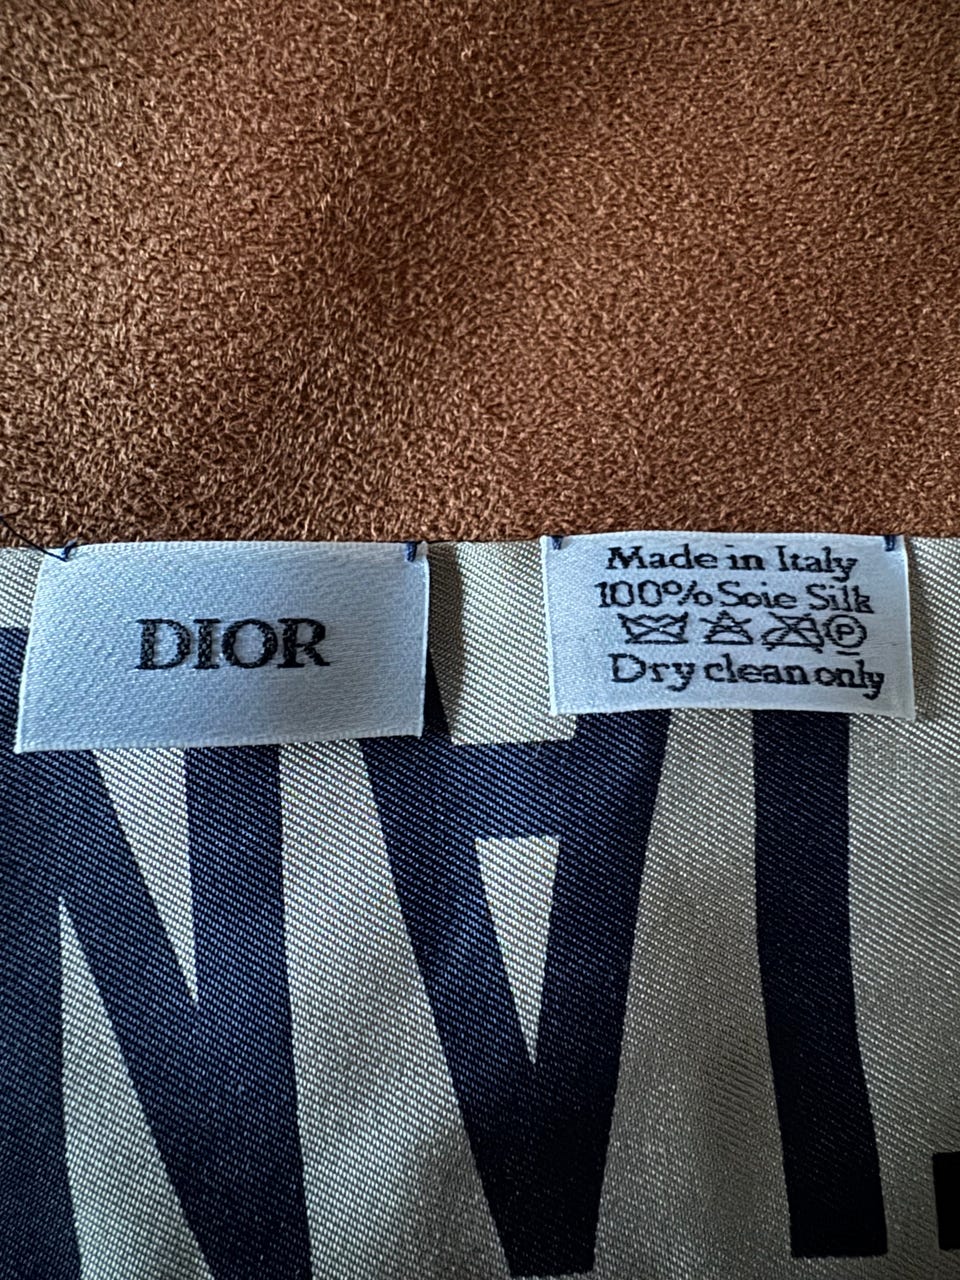 DIOR
Made in Italy
100% Soie Silk
P
Dry clean only